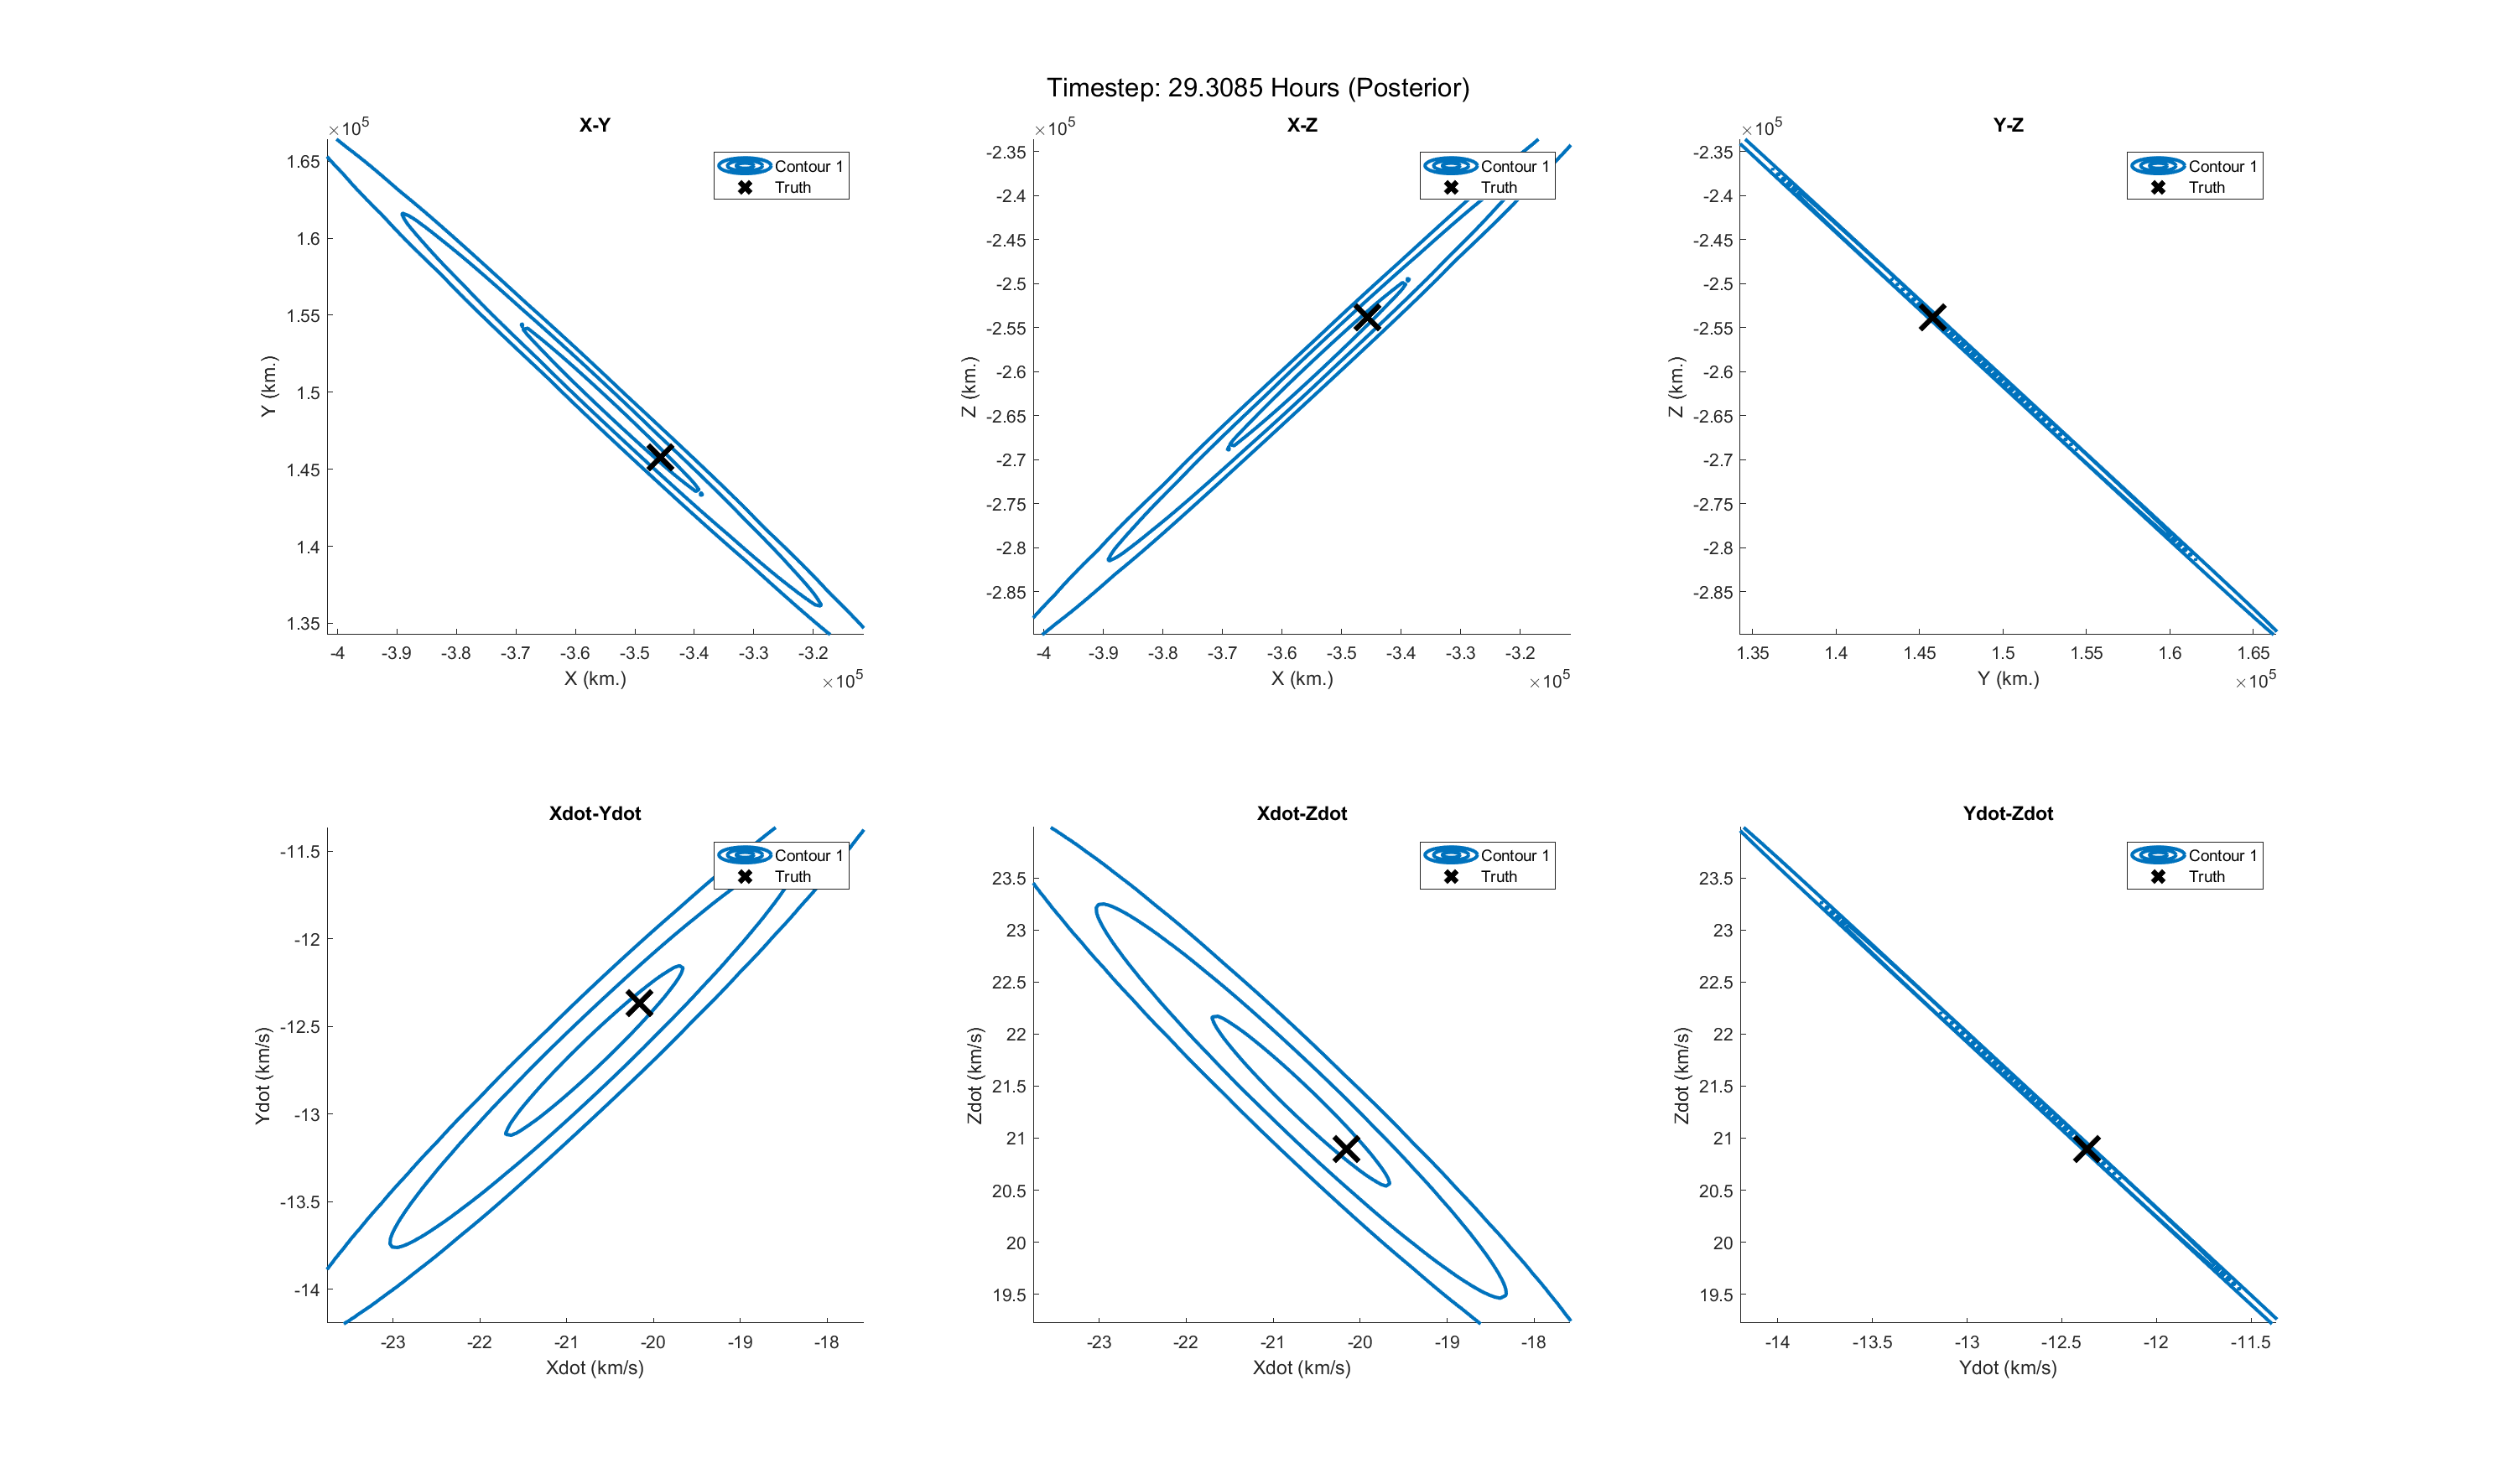 Timestep: 29.3085 Hours (Posterior)
X-Y
×10^5
1.65
1.6
1.55
1.5
1.45
1.4
1.35
Y (km.)
-4 -3.9 -3.8 -3.7 -3.6 -3.5 -3.4 -3.3 -3.2
X (km.)
×10^5
Contour 1
Truth
X-Z
×10^5
-2.35
-2.4
-2.45
-2.5
-2.55
-2.6
-2.65
-2.7
-2.75
-2.8
-2.85
Z (km.)
-4 -3.9 -3.8 -3.7 -3.6 -3.5 -3.4 -3.3 -3.2
X (km.)
×10^5
Contour 1
Truth
Y-Z
×10^5
-2.35
-2.4
-2.45
-2.5
-2.55
-2.6
-2.65
-2.7
-2.75
-2.8
-2.85
Z (km.)
1.35 1.4 1.45 1.5 1.55 1.6 1.65
Y (km.)
×10^5
Contour 1
Truth
Xdot-Ydot
-11.5
-12
-12.5
-13
-13.5
-14
Ydot (km/s)
-23 -22 -21 -20 -19 -18
Xdot (km/s)
Contour 1
Truth
Xdot-Zdot
23.5
23
22.5
22
21.5
21
20.5
20
19.5
Zdot (km/s)
-23 -22 -21 -20 -19 -18
Xdot (km/s)
Contour 1
Truth
Ydot-Zdot
23.5
23
22.5
22
21.5
21
20.5
20
19.5
Zdot (km/s)
-14 -13.5 -13 -12.5 -12 -11.5
Ydot (km/s)
Contour 1
Truth